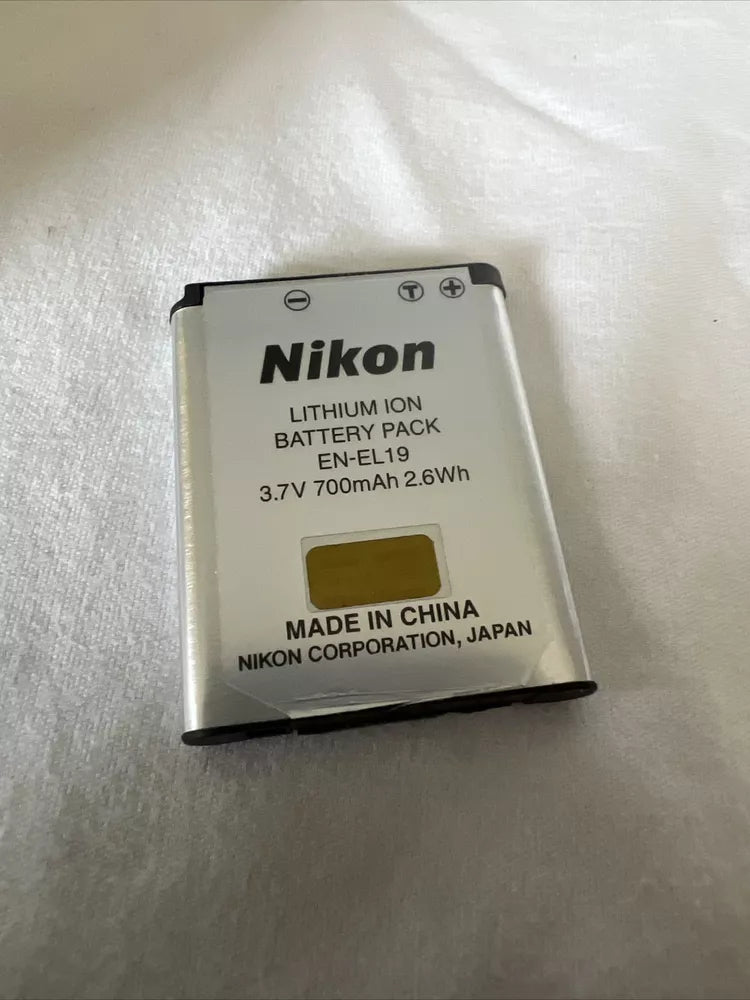 − T +
Nikon
LITHIUM ION
BATTERY PACK
EN-EL19
3.7V 700mAh 2.6Wh
MADE IN CHINA
NIKON CORPORATION, JAPAN